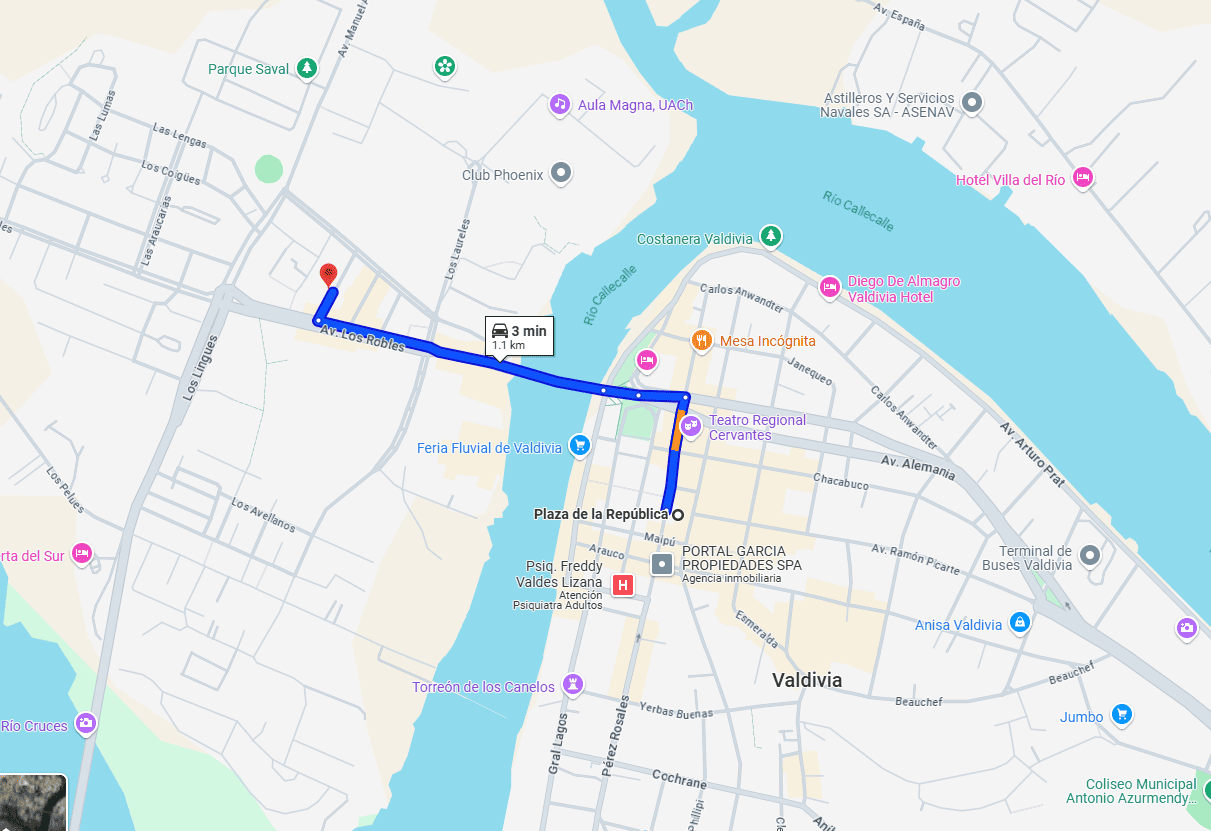 Av. España
Av. Manuel A
Parque Saval
Las Lumas
Aula Magna, UACh
Astilleros Y Servicios
Navales SA - ASENAV
Las Lengas
Los Coigües
Club Phoenix
Hotel Villa del Río
Las Araucarias
Los Laureles
Río Callecalle
Costanera Valdivia
Río Callecalle
Diego De Almagro
Valdivia Hotel
Carlos Anwandter
3 min
1.1 km
Av. Los Robles
Mesa Incógnita
Los Lingues
Janequeo
Carlos Anwandter
Teatro Regional
Cervantes
Av. Arturo Prat
Feria Fluvial de Valdivia
Av. Alemania
Chacabuco
Los Pelues
Los Avellanos
Plaza de la República
Maipú
Arauco
PORTAL GARCIA
PROPIEDADES SPA
Agencia inmobiliaria
Av. Ramón Picarte
Terminal de
Buses Valdivia
erta del Sur
Psiq. Freddy
Valdes Lizana
Atención
Psiquiatra Adultos
H
Esmeralda
Anisa Valdivia
Valdivia
Beauchef
Torreón de los Canelos
Beauchef
Yerbas Buenas
Río Cruces
Jumbo
Gral Lagos
Pérez Rosales
Cochrane
Coliseo Municipal
Antonio Azurmendy...
Phillipi
Aníb